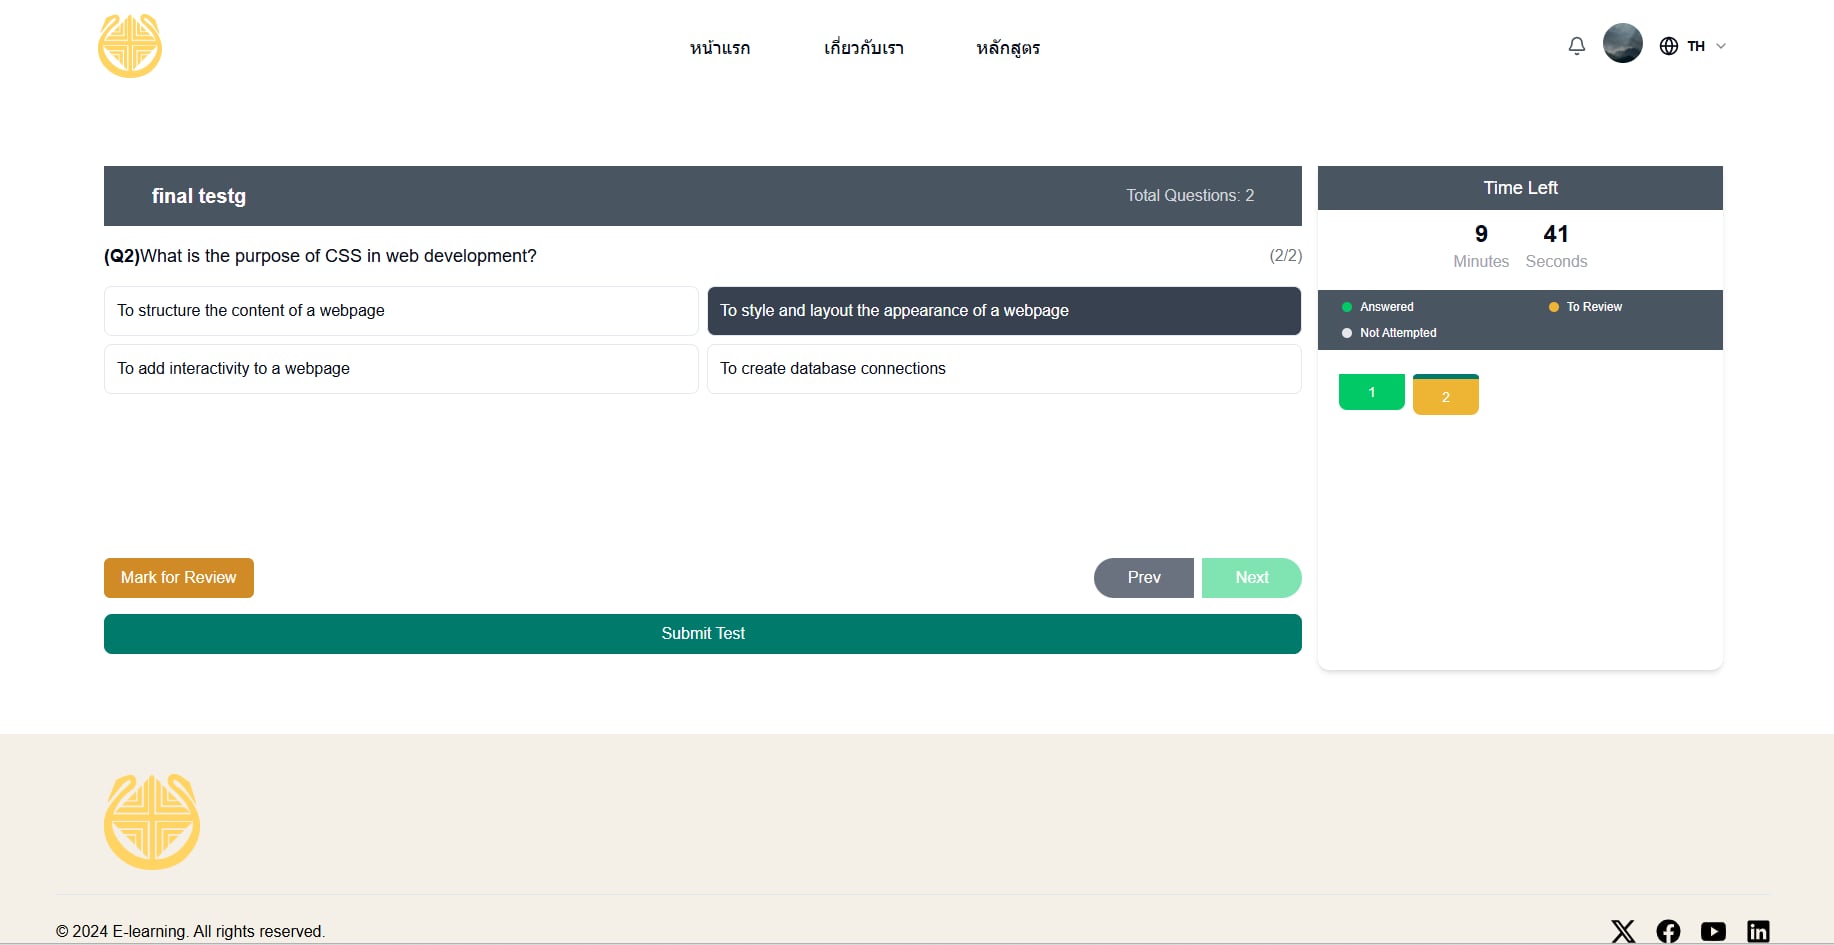 หน้าแรก
เกี่ยวกับเรา
หลักสูตร
TH
final testg
Total Questions: 2
(Q2)What is the purpose of CSS in web development?
(2/2)
To structure the content of a webpage
To style and layout the appearance of a webpage
To add interactivity to a webpage
To create database connections
Mark for Review
Prev
Next
Submit Test
Time Left
9 41
Minutes Seconds
Answered
To Review
Not Attempted
1
2
© 2024 E-learning. All rights reserved.